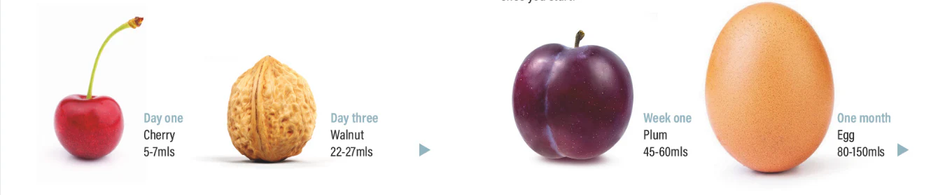 Day one
Cherry
5-7mls
Day three
Walnut
22-27mls
Week one
Plum
45-60mls
One month
Egg
80-150mls